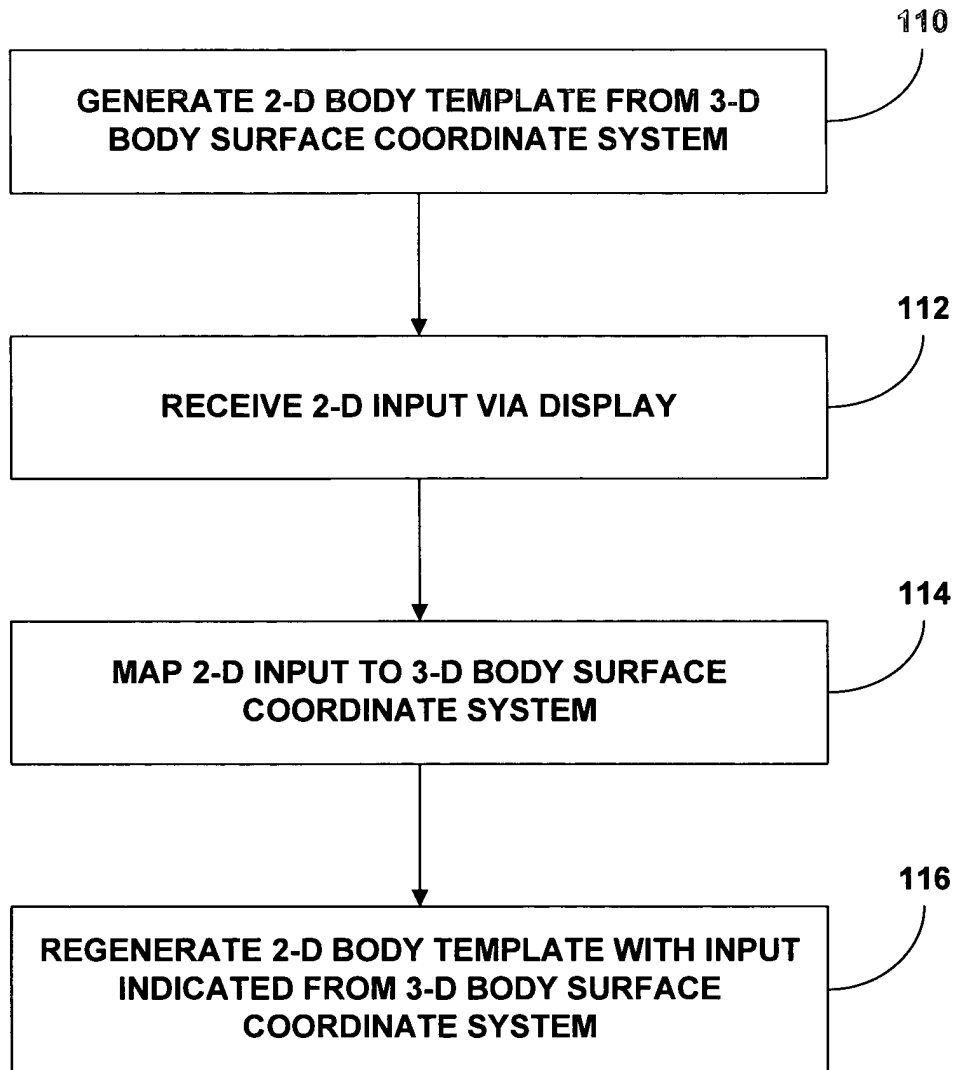 110
GENERATE 2-D BODY TEMPLATE FROM 3-D
BODY SURFACE COORDINATE SYSTEM
112
RECEIVE 2-D INPUT VIA DISPLAY
114
MAP 2-D INPUT TO 3-D BODY SURFACE
COORDINATE SYSTEM
116
REGENERATE 2-D BODY TEMPLATE WITH INPUT
INDICATED FROM 3-D BODY SURFACE
COORDINATE SYSTEM